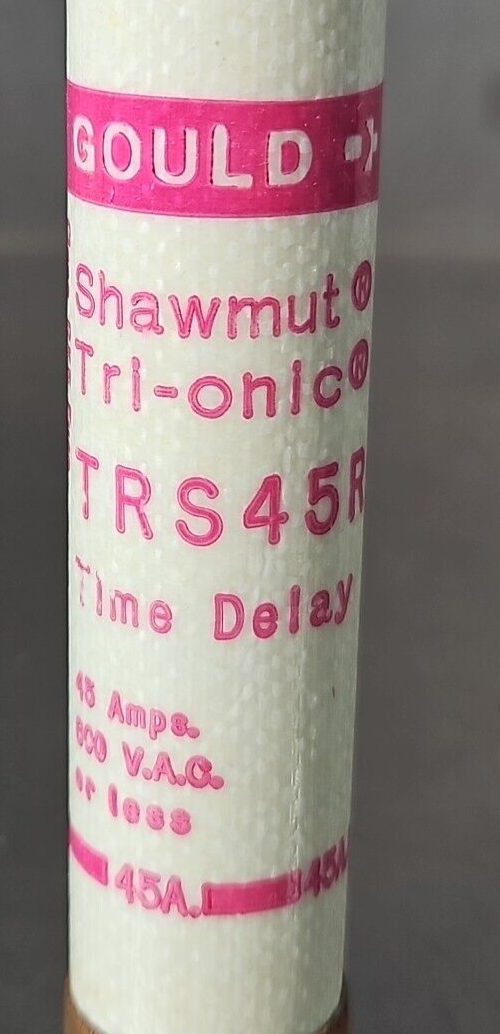 GOULD
Shawmut®
Tri-onic®
TRS45R
Time Delay
45 Amps.
600 V.A.C.
or less
45A. 45A